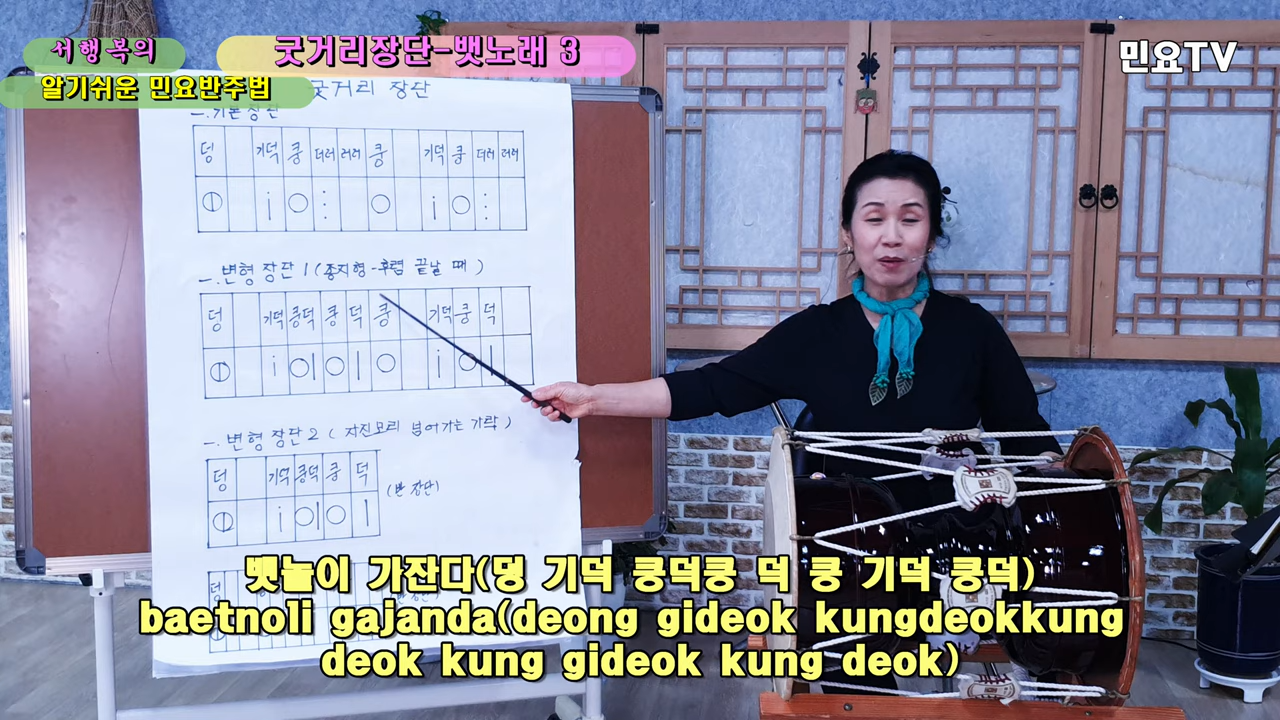 서행복의
굿거리장단-뱃노래 3
민요TV
알기쉬운 민요반주법
굿거리 장단
一.기본장단
덩 기덕 쿵 더러 러러 쿵 기덕 쿵 더러 러러
一.변형 장단 1 (종지형-후렴 끝날 때)
덩 기덕 쿵덕 쿵 덕 쿵 기덕 쿵 덕
一.변형 장단 2 (자진모리 넘어가는 가락)
덩 기덕 쿵덕 쿵 덕
(반 장단)
덩
뱃놀이 가잔다(덩 기덕 쿵덕쿵 덕 쿵 기덕 쿵덕)
baetnoli gajanda(deong gideok kungdeokkung
deok kung gideok kung deok)